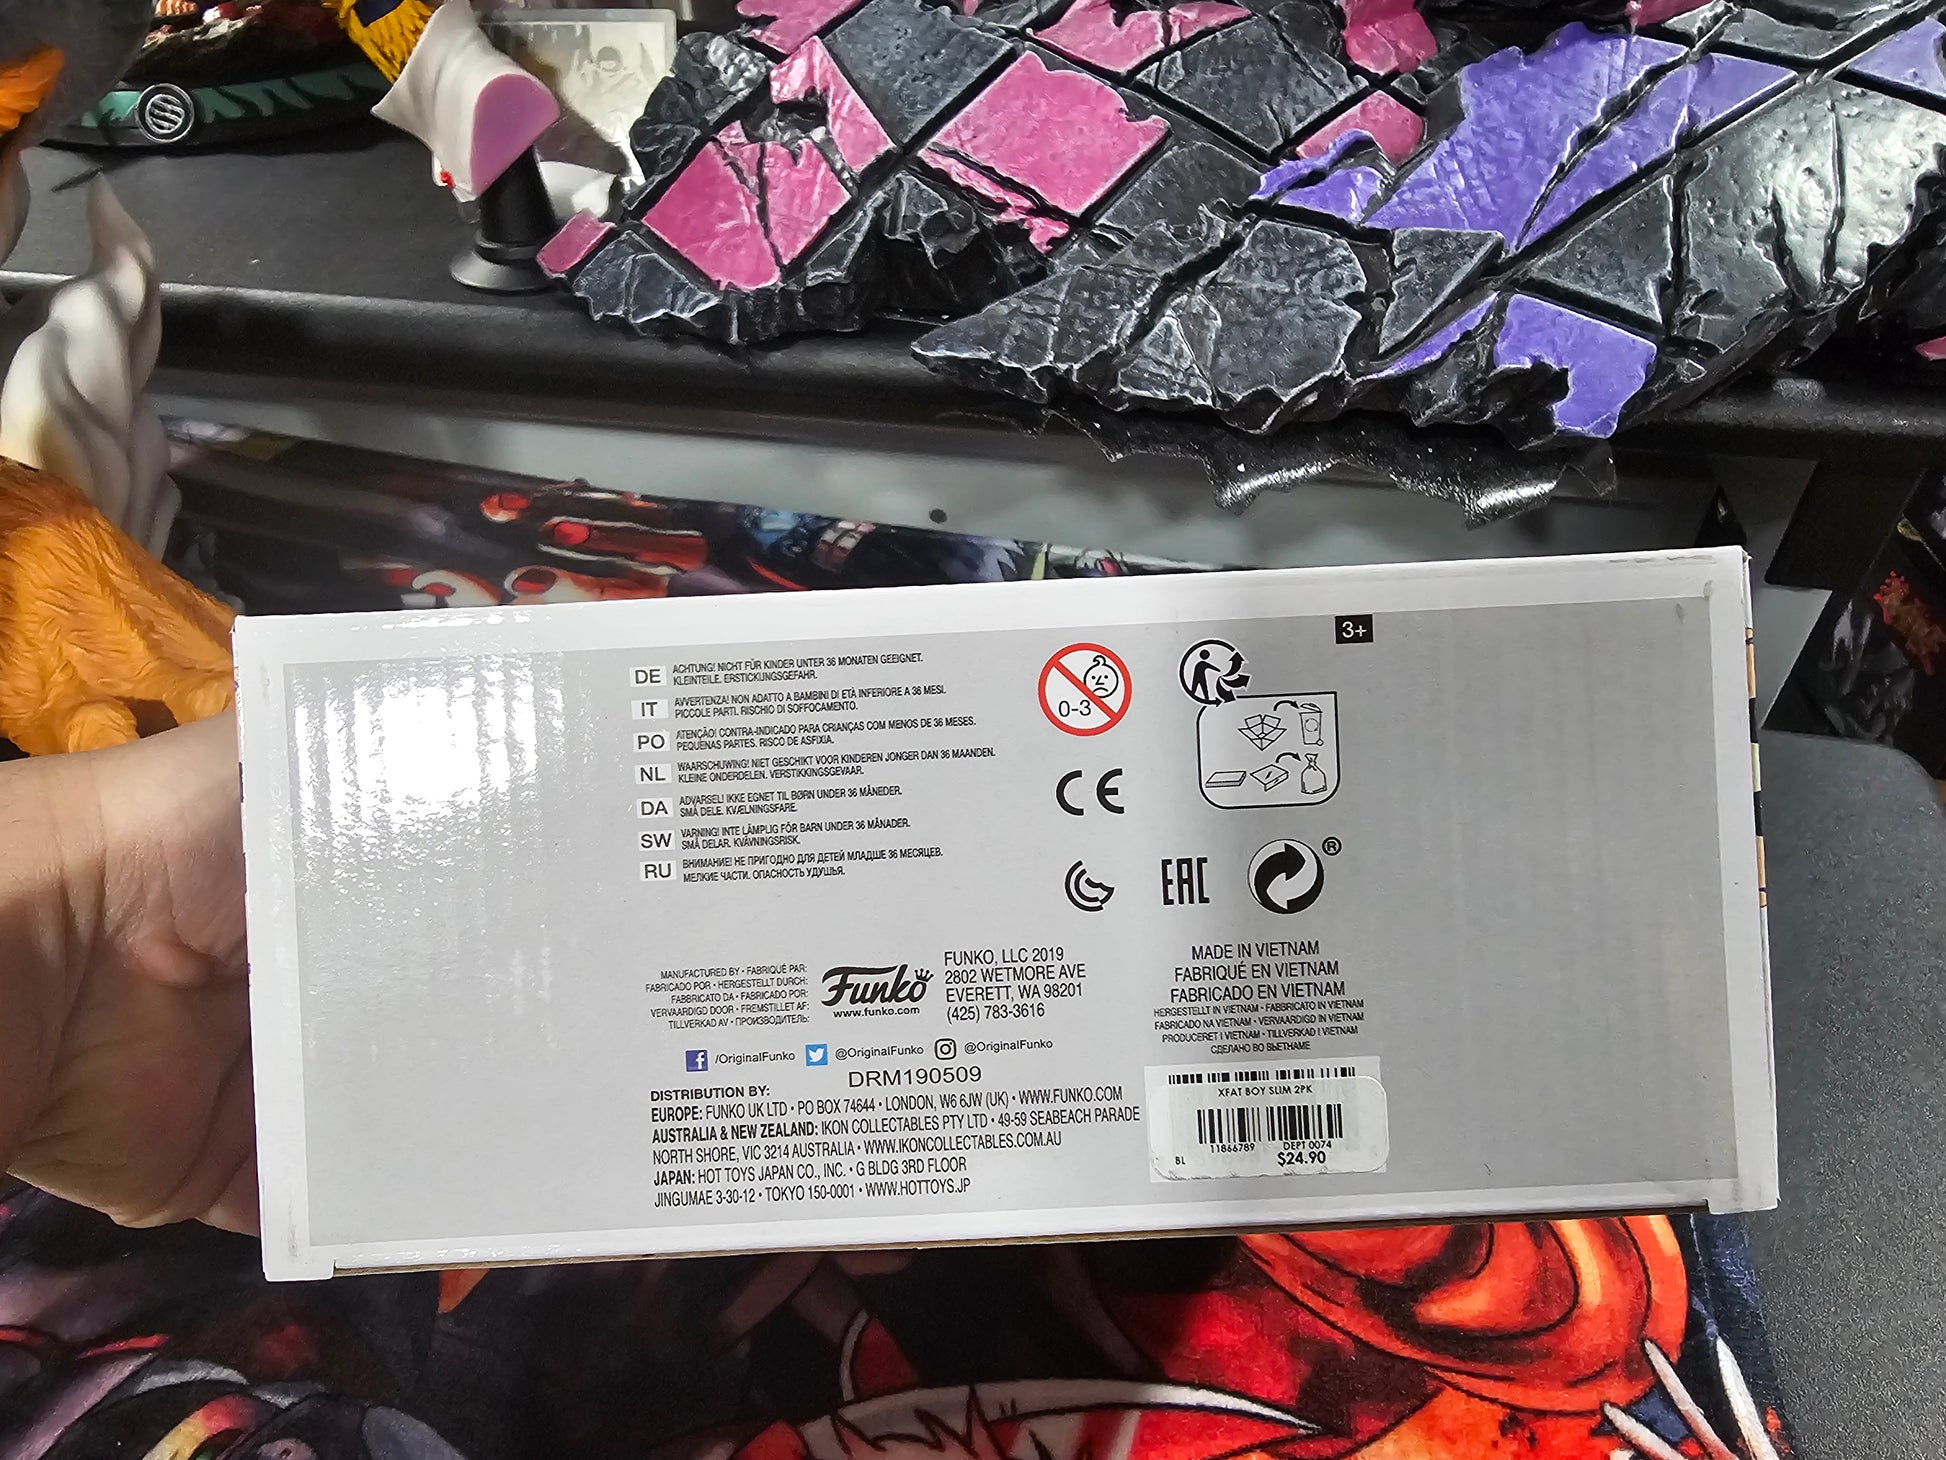 3+
DE ACHTUNG! NICHT FÜR KINDER UNTER 36 MONATEN GEEIGNET.
KLEINTEILE. ERSTICKUNGSGEFAHR.
IT AVVERTENZA! NON ADATTO A BAMBINI DI ETÀ INFERIORE A 36 MESI.
PICCOLE PARTI. RISCHIO DI SOFFOCAMENTO.
PO ATENÇÃO! CONTRA-INDICADO PARA CRIANÇAS COM MENOS DE 36 MESES.
PEQUENAS PARTES. RISCO DE ASFIXIA.
NL WAARSCHUWING! NIET GESCHIKT VOOR KINDEREN JONGER DAN 36 MAANDEN.
KLEINE ONDERDELEN. VERSTIKKINGSGEVAAR.
DA ADVARSEL! IKKE EGNET TIL BØRN UNDER 36 MÅNEDER.
SMÅ DELE. KVÆLNINGSFARE.
SW VARNING! INTE LÄMPLIG FÖR BARN UNDER 36 MÅNADER.
SMÅ DELAR. KVÄVNINGSRISK.
RU ВНИМАНИЕ! НЕ ПРИГОДНО ДЛЯ ДЕТЕЙ МЛАДШЕ 36 МЕСЯЦЕВ.
МЕЛКИЕ ЧАСТИ. ОПАСНОСТЬ УДУШЬЯ.
0-3
CE
EAC
®
MANUFACTURED BY • FABRIQUÉ PAR:
FABRICADO POR • HERGESTELLT DURCH:
FABBRICATO DA • FABRICADO POR:
VERVAARDIGD DOOR • FREMSTILLET AF:
TILLVERKAD AV • ПРОИЗВОДИТЕЛЬ:
Funko
www.funko.com
FUNKO, LLC 2019
2802 WETMORE AVE
EVERETT, WA 98201
(425) 783-3616
MADE IN VIETNAM
FABRIQUÉ EN VIETNAM
FABRICADO EN VIETNAM
HERGESTELLT IN VIETNAM • FABBRICATO IN VIETNAM
FABRICADO NA VIETNAM • VERVAARDIGD IN VIETNAM
PRODUCERET I VIETNAM • TILLVERKAD I VIETNAM
СДЕЛАНО ВО ВЬЕТНАМЕ
/OriginalFunko @OriginalFunko @OriginalFunko
DRM190509
DISTRIBUTION BY:
EUROPE: FUNKO UK LTD • PO BOX 74644 • LONDON, W6 6JW (UK) • WWW.FUNKO.COM
AUSTRALIA & NEW ZEALAND: IKON COLLECTABLES PTY LTD • 49-59 SEABEACH PARADE
NORTH SHORE, VIC 3214 AUSTRALIA • WWW.IKONCOLLECTABLES.COM.AU
JAPAN: HOT TOYS JAPAN CO., INC. • G BLDG 3RD FLOOR
JINGUMAE 3-30-12 • TOKYO 150-0001 • WWW.HOTTOYS.JP
XFAT BOY SLIM 2PK
11866789 DEPT 0074
BL $24.90